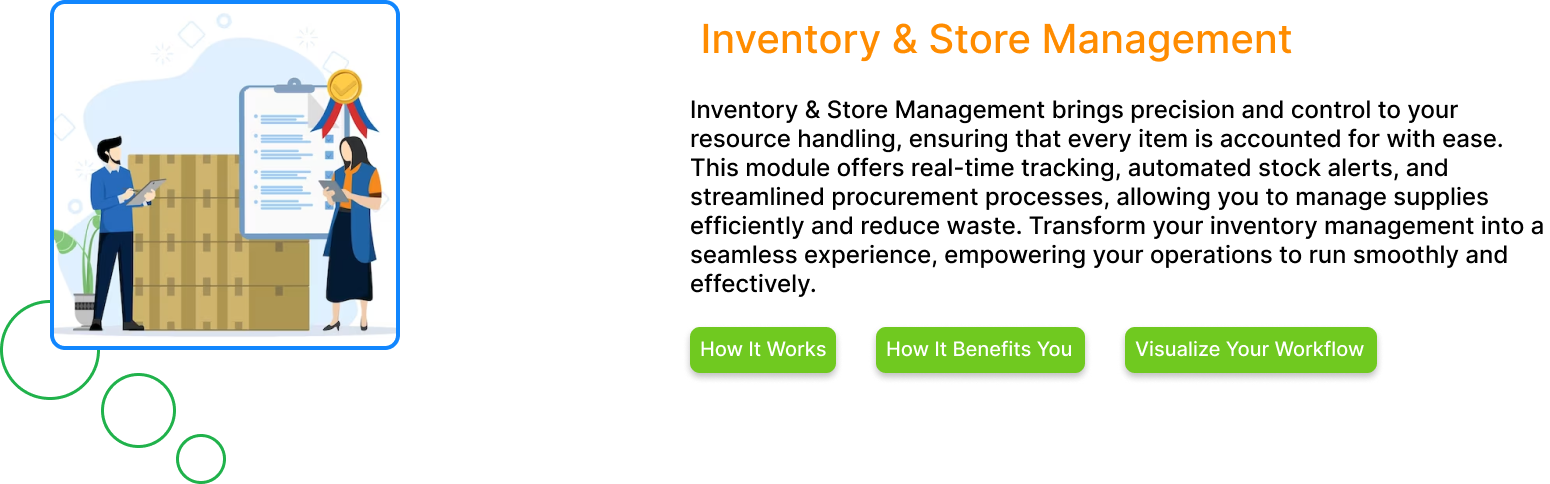 Inventory & Store Management
Inventory & Store Management brings precision and control to your
resource handling, ensuring that every item is accounted for with ease.
This module offers real-time tracking, automated stock alerts, and
streamlined procurement processes, allowing you to manage supplies
efficiently and reduce waste. Transform your inventory management into a
seamless experience, empowering your operations to run smoothly and
effectively.
How It Works
How It Benefits You
Visualize Your Workflow